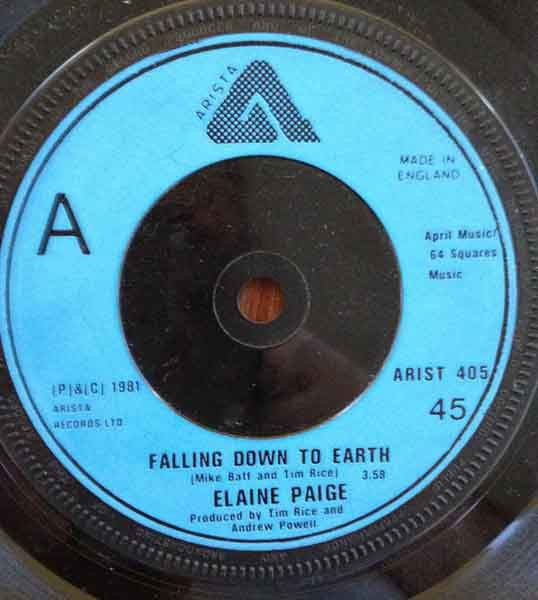 ARISTA
MADE IN
ENGLAND
A
April Music/
64 Squares
Music
(P)&(C) 1981
ARISTA
RECORDS LTD
ARIST 405
45
FALLING DOWN TO EARTH
(Mike Batt and Tim Rice) 3.58
ELAINE PAIGE
Produced by Tim Rice and
Andrew Powell.